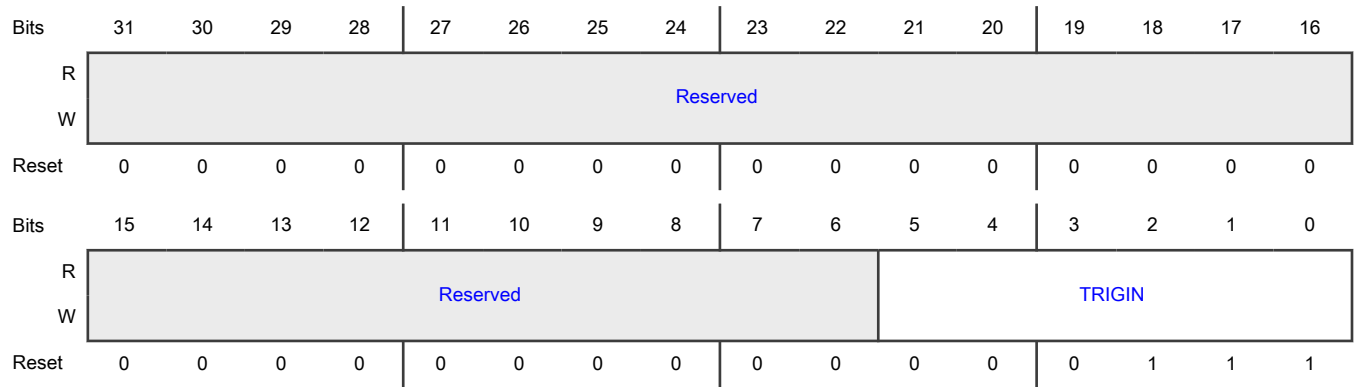 Bits 31 30 29 28 27 26 25 24 23 22 21 20 19 18 17 16
R
Reserved
W
Reset 0 0 0 0 0 0 0 0 0 0 0 0 0 0 0 0
Bits 15 14 13 12 11 10 9 8 7 6 5 4 3 2 1 0
R
Reserved TRIGIN
W
Reset 0 0 0 0 0 0 0 0 0 0 0 0 0 1 1 1